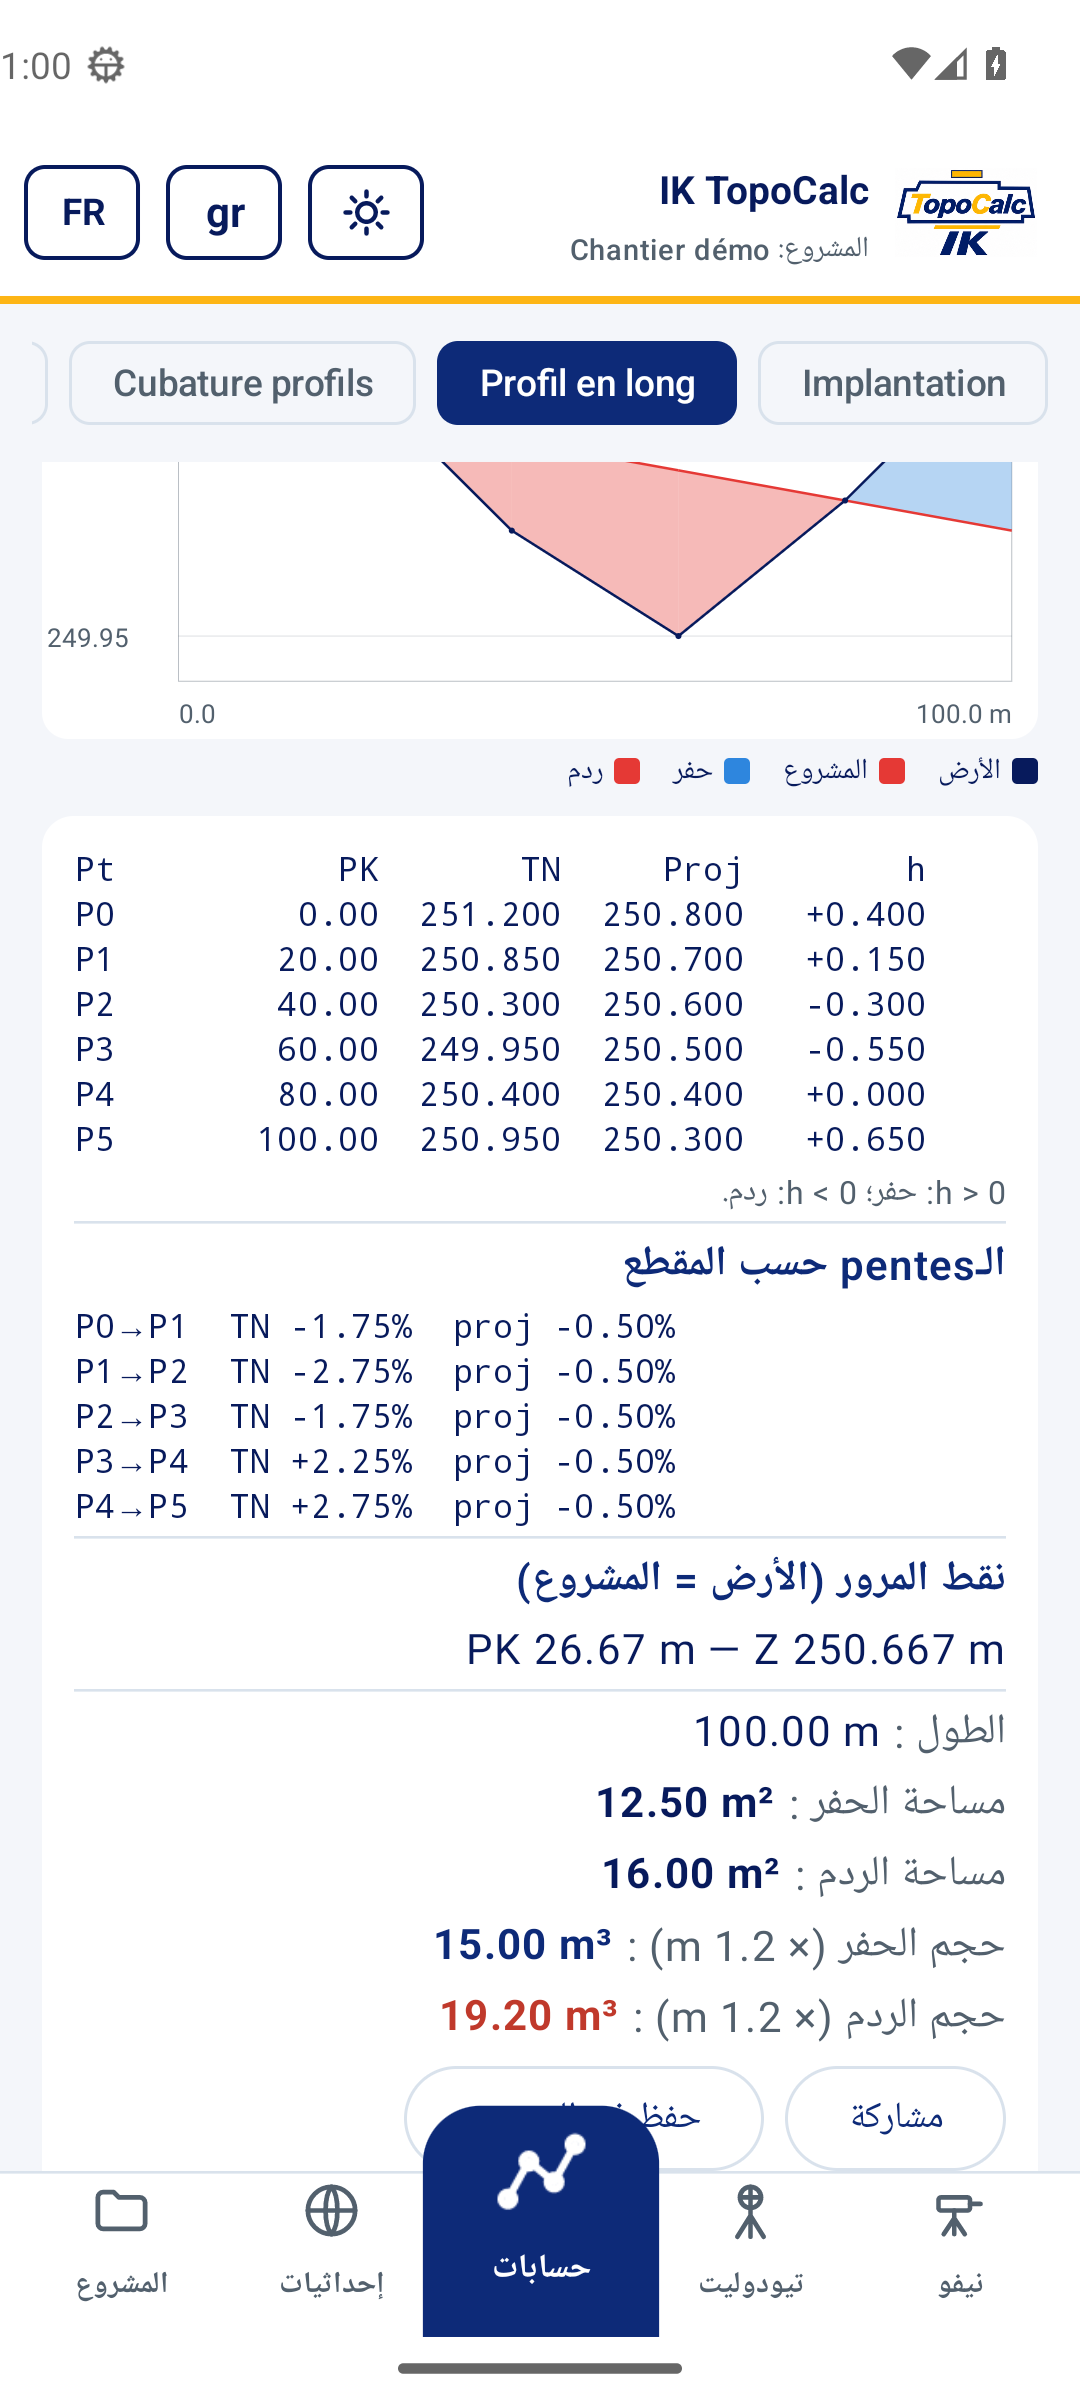 1:00
FR
gr
IK TopoCalc
المشروع: Chantier démo
TopoCalc
IK
Cubature profils
Profil en long
Implantation
249.95
0.0
100.0 m
الأرض
المشروع
حفر
ردم
Pt PK TN Proj h
P0 0.00 251.200 250.800 +0.400
P1 20.00 250.850 250.700 +0.150
P2 40.00 250.300 250.600 -0.300
P3 60.00 249.950 250.500 -0.550
P4 80.00 250.400 250.400 +0.000
P5 100.00 250.950 250.300 +0.650
h > 0: حفر؛ h < 0: ردم.
الـpentes حسب المقطع
P0→P1 TN -1.75% proj -0.50%
P1→P2 TN -2.75% proj -0.50%
P2→P3 TN -1.75% proj -0.50%
P3→P4 TN +2.25% proj -0.50%
P4→P5 TN +2.75% proj -0.50%
نقط المرور (الأرض = المشروع)
PK 26.67 m — Z 250.667 m
الطول : 100.00 m
مساحة الحفر : 12.50 m²
مساحة الردم : 16.00 m²
حجم الحفر (× 1.2 m) : 15.00 m³
حجم الردم (× 1.2 m) : 19.20 m³
مشاركة
حفظ
نيفو
تيودوليت
حسابات
إحداثيات
المشروع